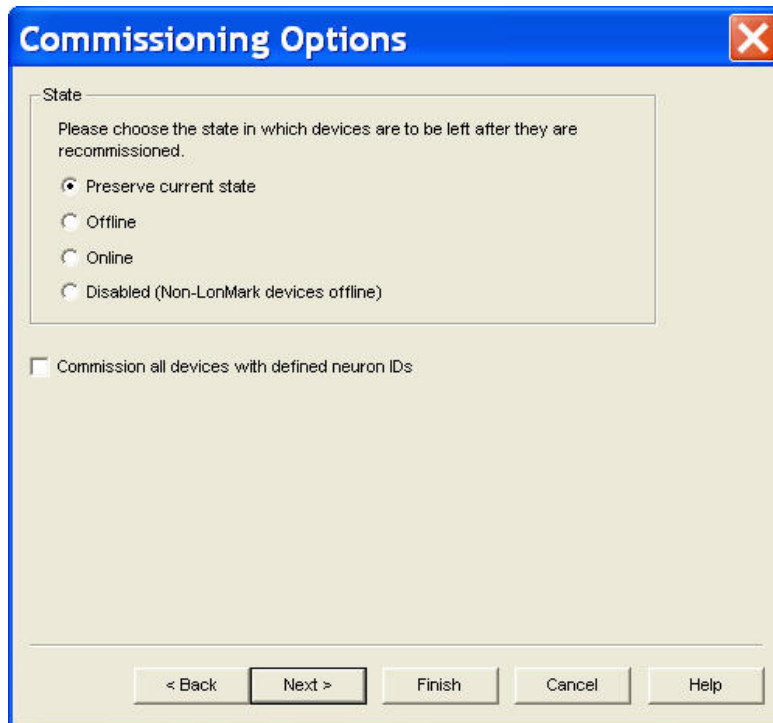 Commissioning Options
State
Please choose the state in which devices are to be left after they are
recommissioned.
Preserve current state
Offline
Online
Disabled (Non-LonMark devices offline)
Commission all devices with defined neuron IDs
< Back
Next >
Finish
Cancel
Help